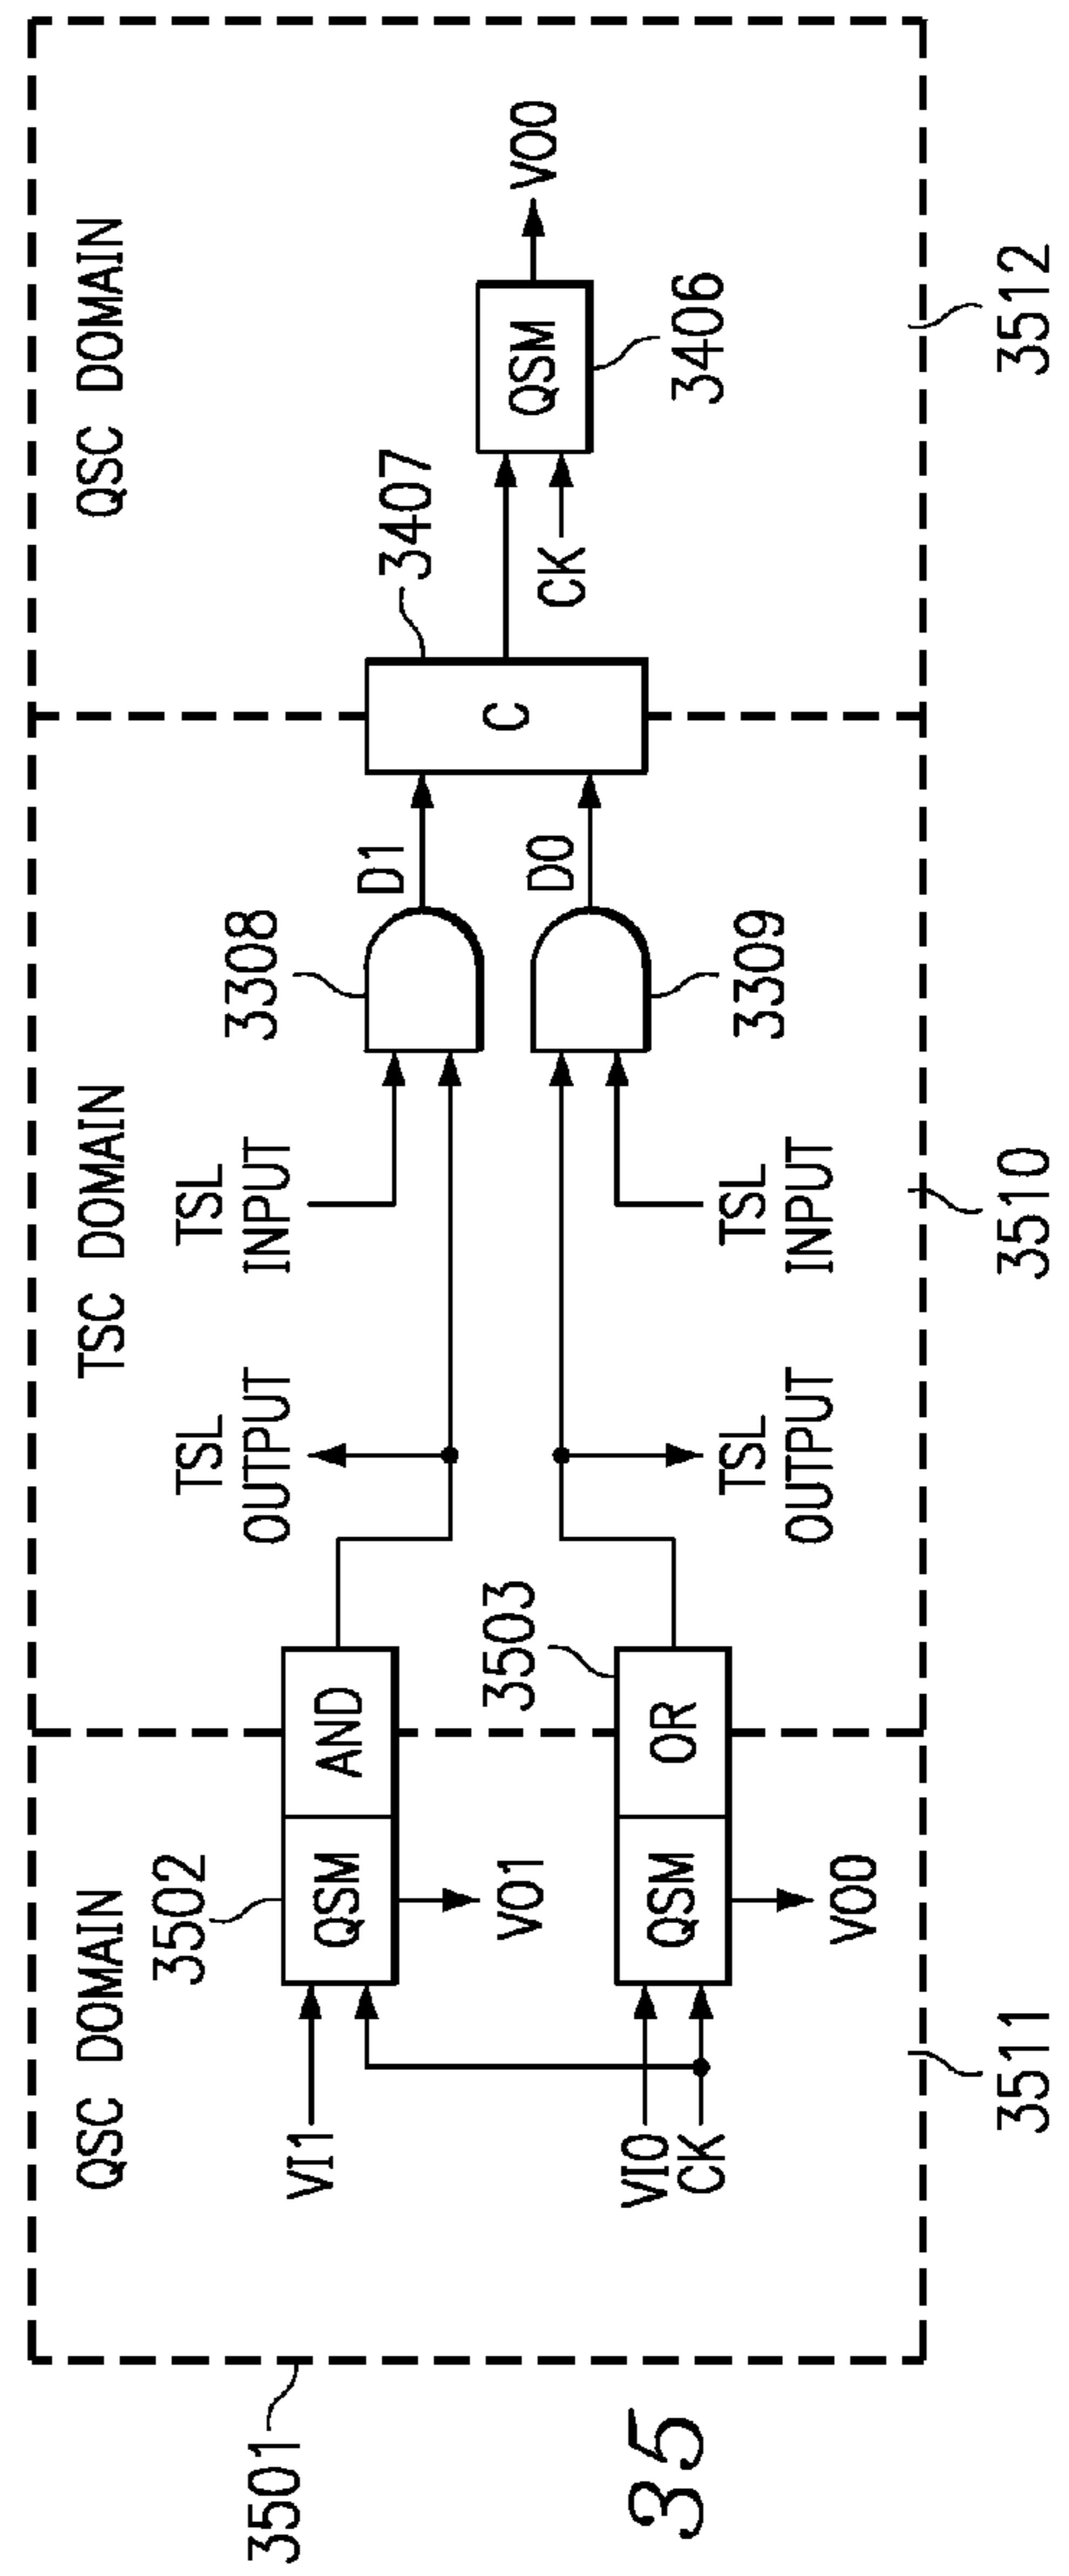 QSC DOMAIN
TSC DOMAIN
QSC DOMAIN
3501
3502
VI1
QSM
AND
VO1
TSL
OUTPUT
TSL
INPUT
3308
D1
3407
C
QSM
VOO
CK
3406
VI0
CK
QSM
OR
3503
VOO
TSL
OUTPUT
TSL
INPUT
D0
3309
3511
3510
3512
35